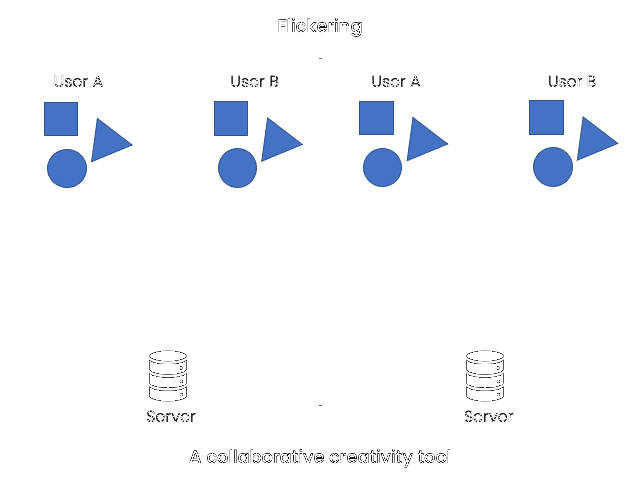 Flickering
User A User B User A User B
Server Server
A collaborative creativity tool